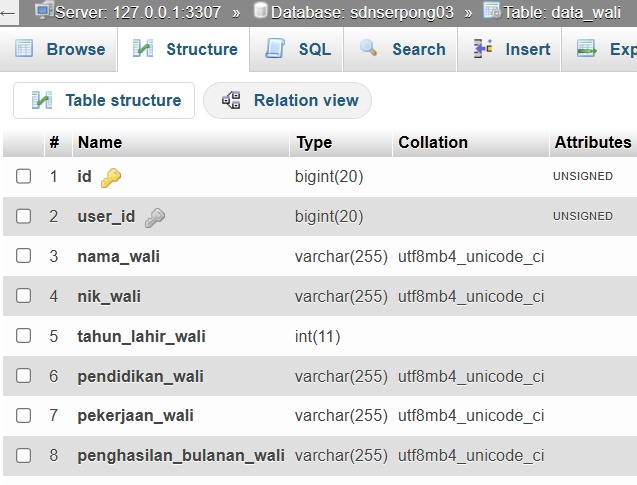 Server: 127.0.0.1:3307 » Database: sdnserpong03 » Table: data_wali
Browse Structure SQL Search Insert Exp
Table structure Relation view
# Name Type Collation Attributes
1 id bigint(20) UNSIGNED
2 user_id bigint(20) UNSIGNED
3 nama_wali varchar(255) utf8mb4_unicode_ci
4 nik_wali varchar(255) utf8mb4_unicode_ci
5 tahun_lahir_wali int(11)
6 pendidikan_wali varchar(255) utf8mb4_unicode_ci
7 pekerjaan_wali varchar(255) utf8mb4_unicode_ci
8 penghasilan_bulanan_wali varchar(255) utf8mb4_unicode_ci